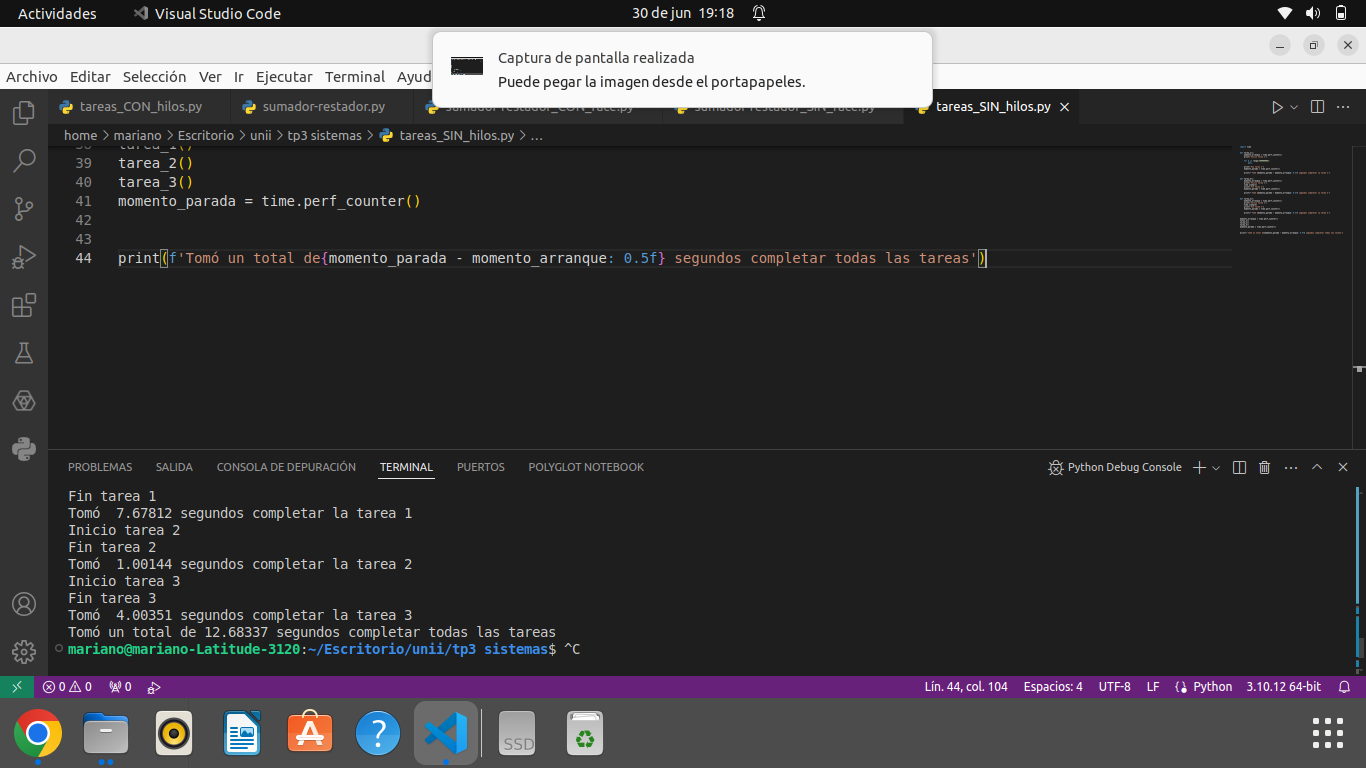 Actividades
Visual Studio Code
30 de jun 19:18
Captura de pantalla realizada
Puede pegar la imagen desde el portapapeles.
Archivo Editar Selección Ver Ir Ejecutar Terminal Ayud
tareas_CON_hilos.py
sumador-restador.py
sumador-restador_CON_race.py
sumador-restador_SIN_race.py
tareas_SIN_hilos.py
home > mariano > Escritorio > unii > tp3 sistemas > tareas_SIN_hilos.py > ...
38 tarea_1()
39 tarea_2()
40 tarea_3()
41 momento_parada = time.perf_counter()
42
43
44 print(f'Tomó un total de{momento_parada - momento_arranque: 0.5f} segundos completar todas las tareas')
PROBLEMAS SALIDA CONSOLA DE DEPURACIÓN TERMINAL PUERTOS POLYGLOT NOTEBOOK
Python Debug Console
Fin tarea 1
Tomó  7.67812 segundos completar la tarea 1
Inicio tarea 2
Fin tarea 2
Tomó  1.00144 segundos completar la tarea 2
Inicio tarea 3
Fin tarea 3
Tomó  4.00351 segundos completar la tarea 3
Tomó un total de 12.68337 segundos completar todas las tareas
mariano@mariano-Latitude-3120:~/Escritorio/unii/tp3 sistemas$ ^C
0 0 0
Lín. 44, col. 104 Espacios: 4 UTF-8 LF Python 3.10.12 64-bit
SSD